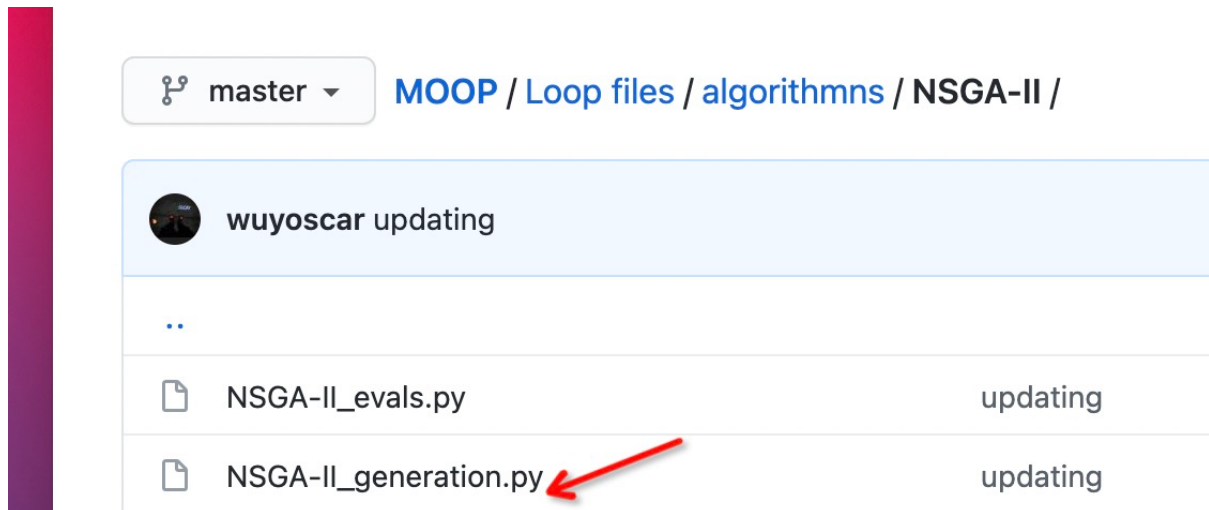 master MOOP / Loop files / algorithmns / NSGA-II /
wuyoscar updating
..
NSGA-II_evals.py updating
NSGA-II_generation.py updating